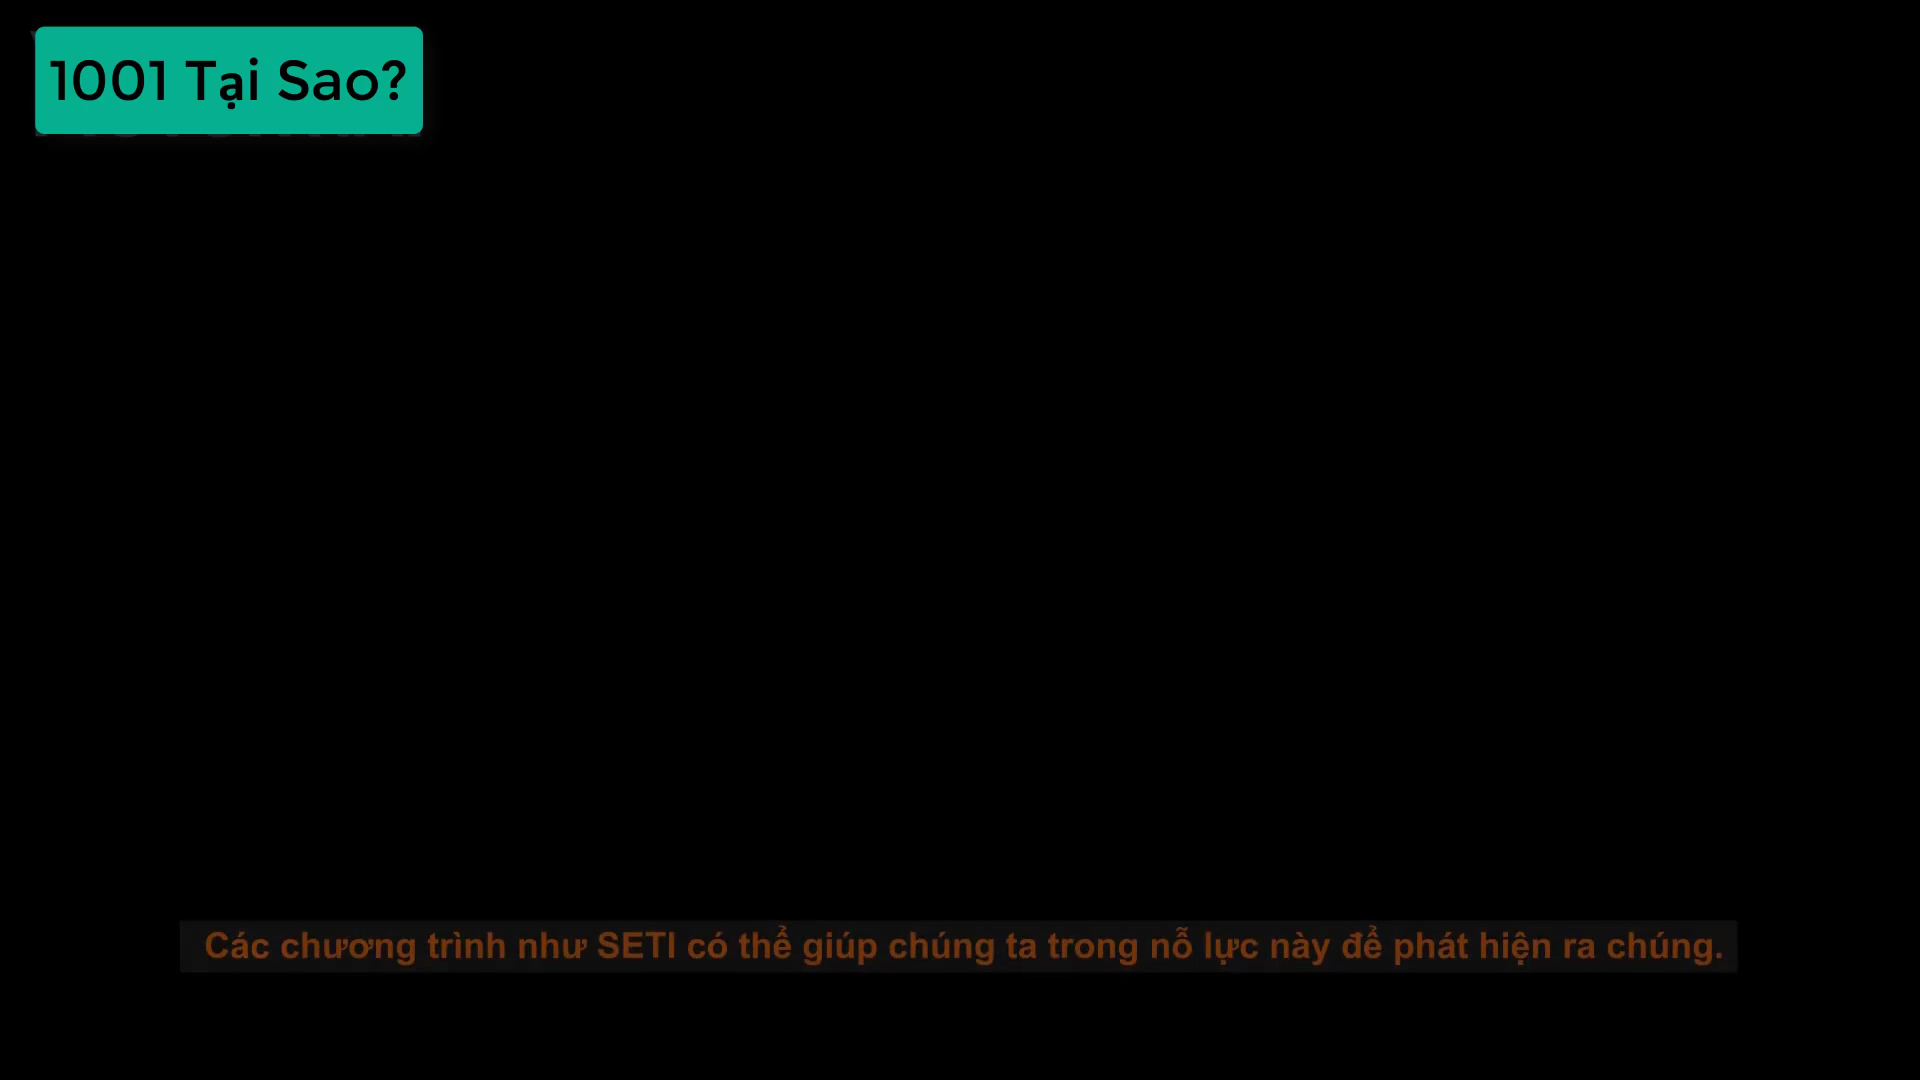 1001 Tại Sao?
Các chương trình như SETI có thể giúp chúng ta trong nỗ lực này để phát hiện ra chúng.